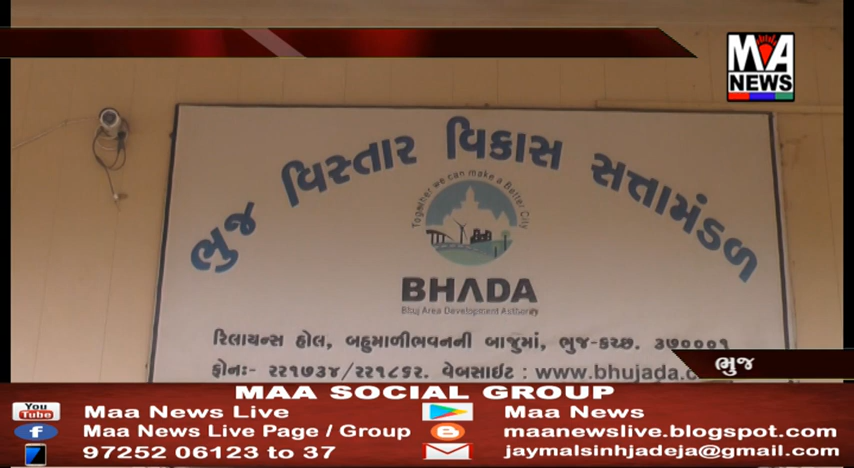 MAA
NEWS
ભુજ વિસ્તાર વિકાસ સત્તામંડળ
Together we can make a Better City
BHADA
Bhuj Area Development Authority
રિલાયન્સ હોલ, બહુમાળીભવનની બાજુમાં, ભુજ-કચ્છ. ૩૭૦૦૦૧
ફોનઃ- ૨૨૧૭૩૪/૨૨૧૮૬૨. વેબસાઈટ : www.bhujada.c
ભુજ
MAA SOCIAL GROUP
You Tube Maa News Live
Maa News
f Maa News Live Page / Group
maanewslive.blogspot.com
97252 06123 to 37
jaymalsinhjadeja@gmail.com